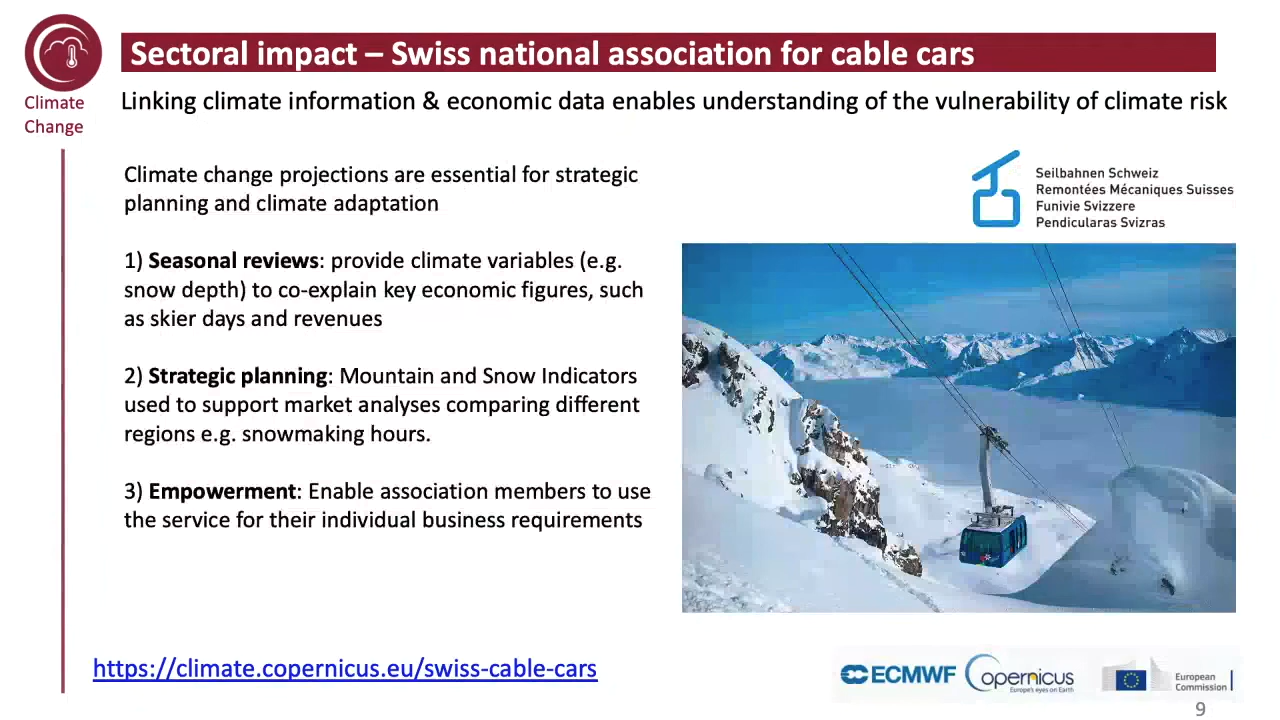 Climate
Change
Sectoral impact – Swiss national association for cable cars
Linking climate information & economic data enables understanding of the vulnerability of climate risk
Climate change projections are essential for strategic
planning and climate adaptation
1) Seasonal reviews: provide climate variables (e.g.
snow depth) to co-explain key economic figures, such
as skier days and revenues
2) Strategic planning: Mountain and Snow Indicators
used to support market analyses comparing different
regions e.g. snowmaking hours.
3) Empowerment: Enable association members to use
the service for their individual business requirements
Seilbahnen Schweiz
Remontées Mécaniques Suisses
Funivie Svizzere
Pendicularas Svizras
https://climate.copernicus.eu/swiss-cable-cars
ECMWF
Copernicus
Europe's eyes on Earth
European
Commission
9